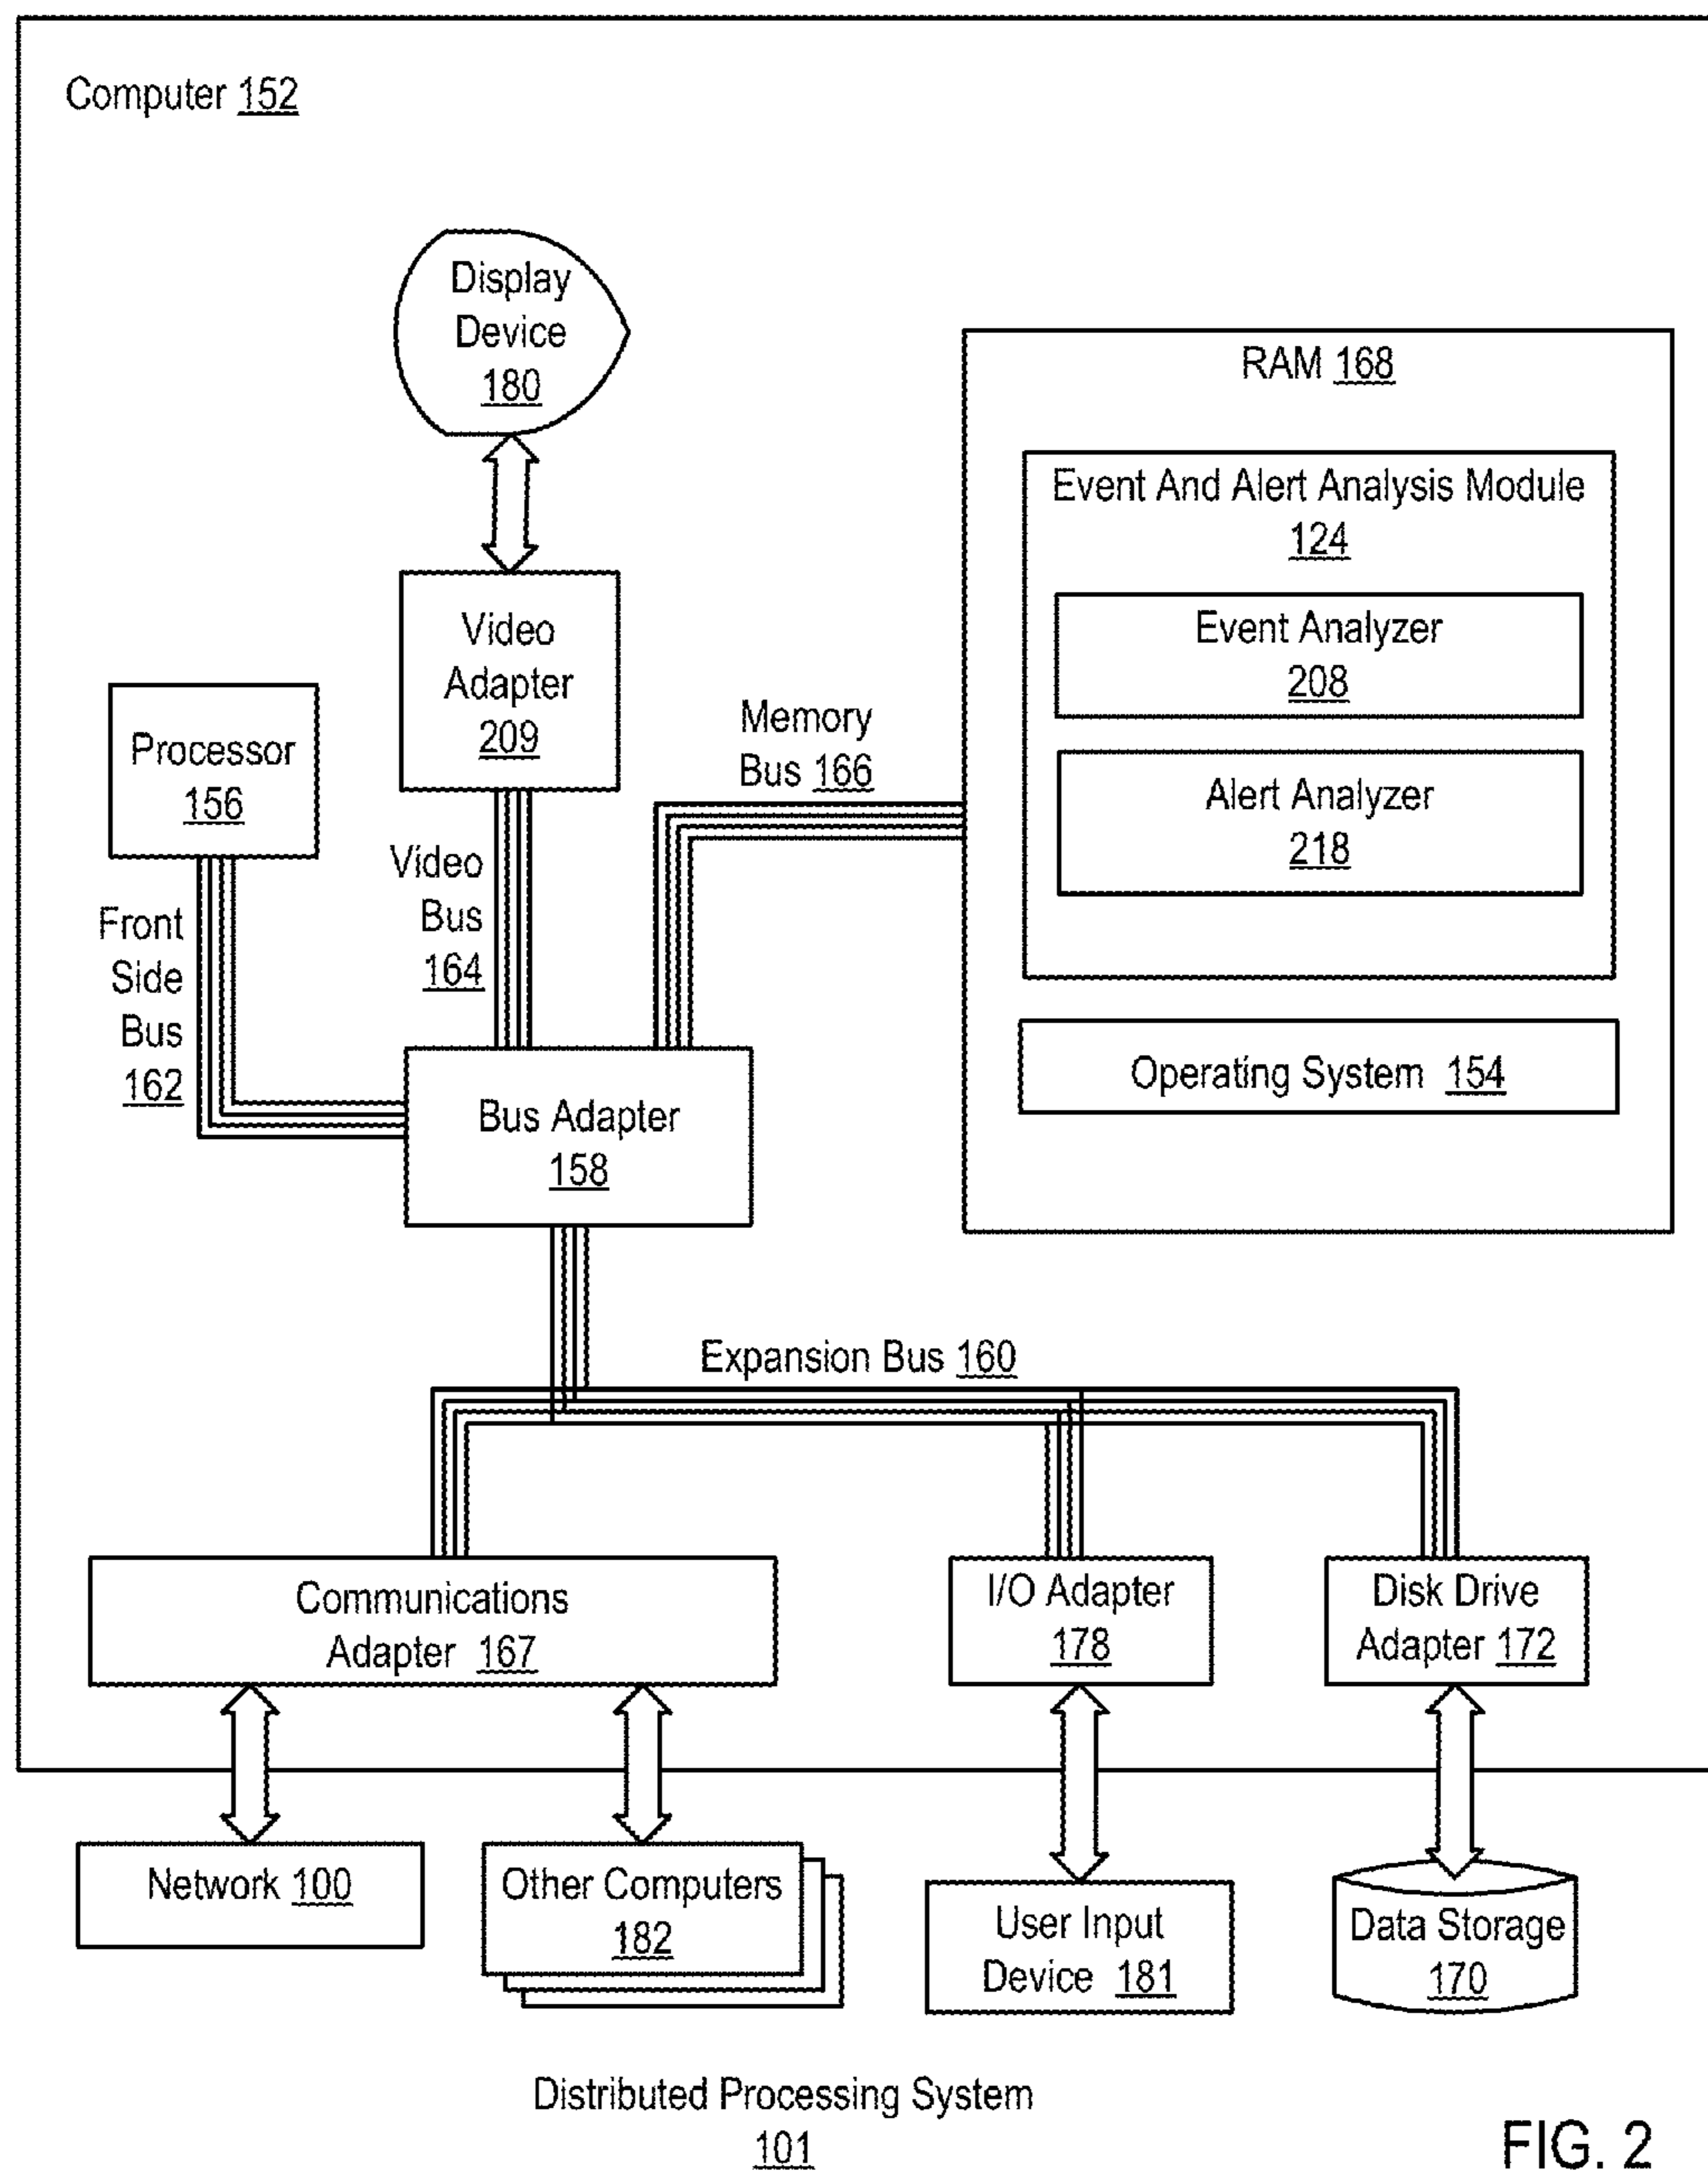 Computer 152
Display
Device
180
RAM 168
Event And Alert Analysis Module
124
Event Analyzer
208
Alert Analyzer
218
Operating System 154
Video
Adapter
209
Processor
156
Memory
Bus 166
Video
Bus
164
Front
Side
Bus
162
Bus Adapter
158
Expansion Bus 160
Communications
Adapter 167
I/O Adapter
178
Disk Drive
Adapter 172
Network 100
Other Computers
182
User Input
Device 181
Data Storage
170
Distributed Processing System
101
FIG. 2